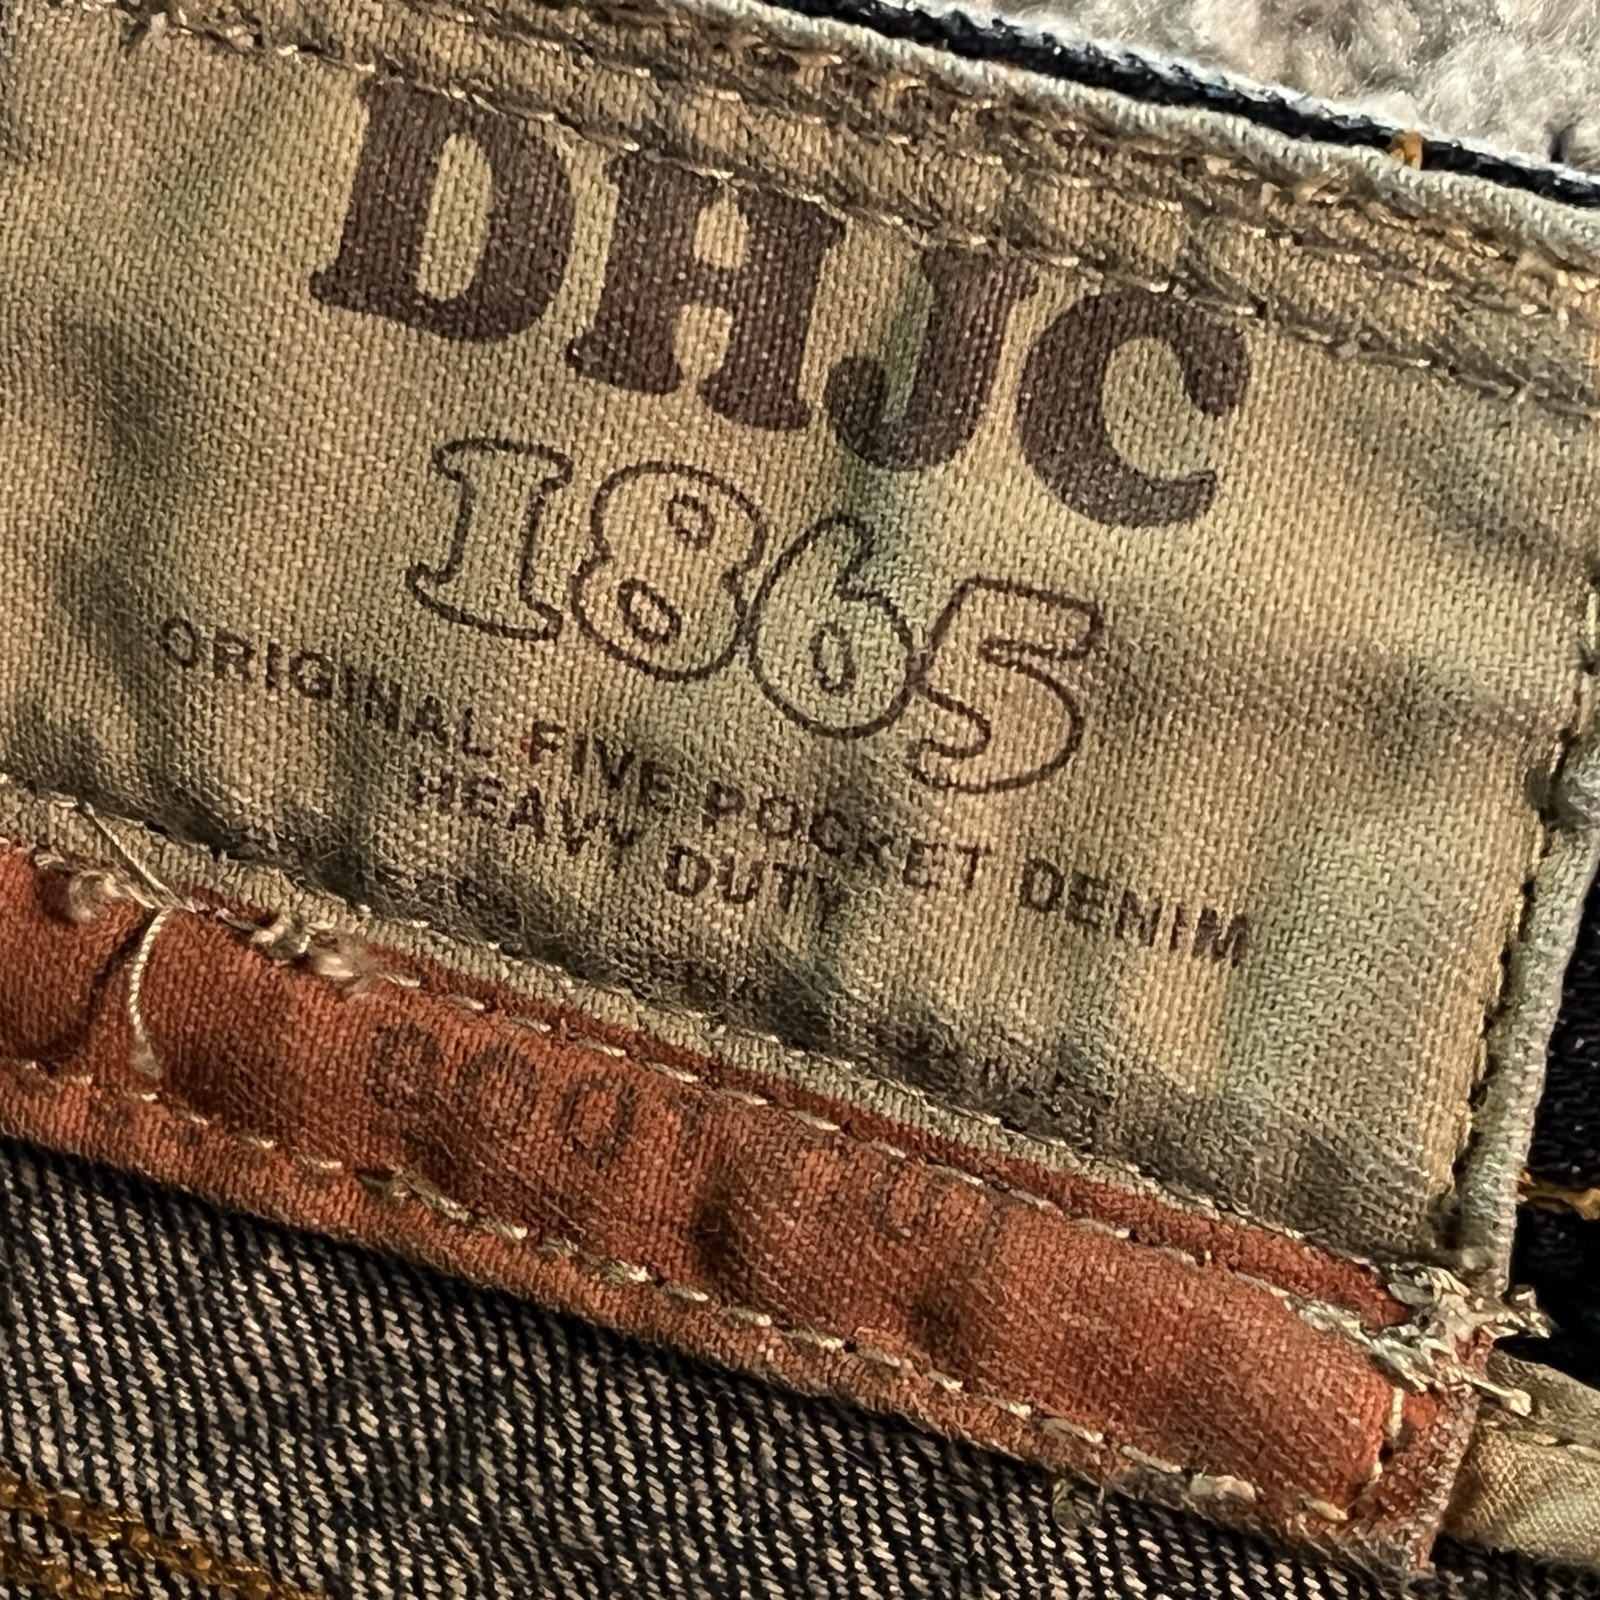 DHJC
1865
ORIGINAL FIVE POCKET DENIM
HEAVY DUTY